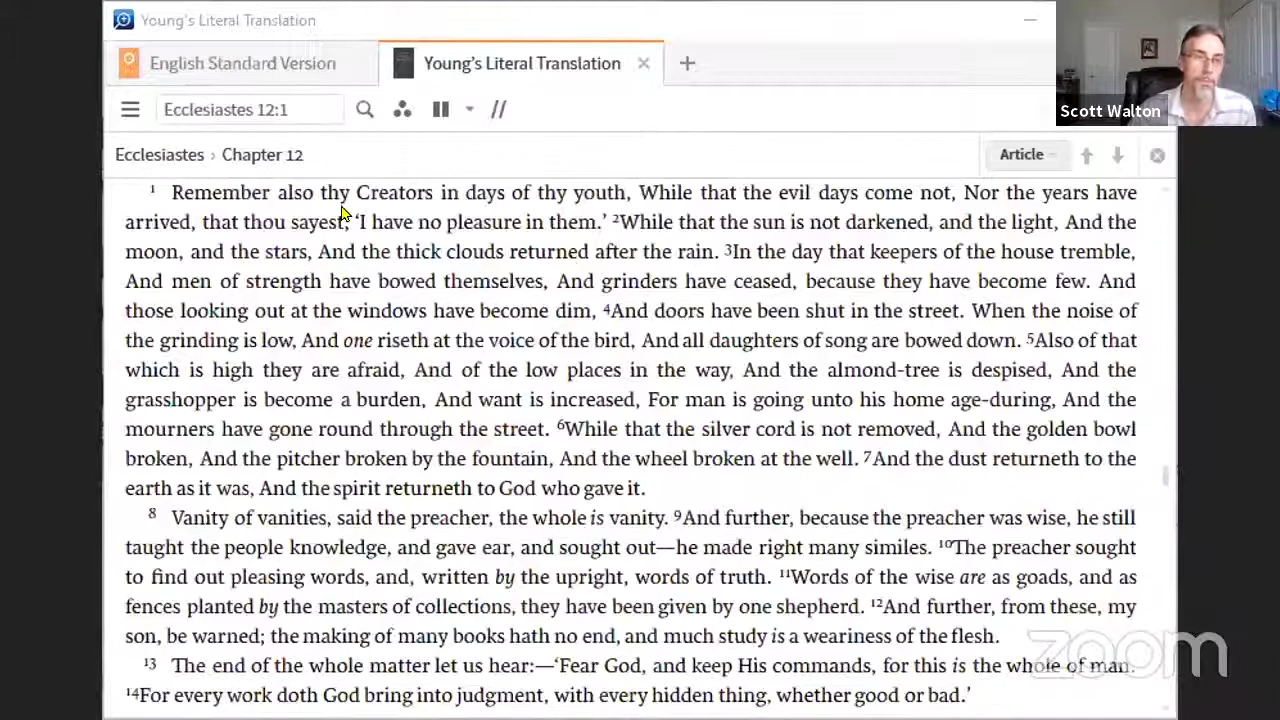 Young's Literal Translation
English Standard Version
Young's Literal Translation
Scott Walton
Ecclesiastes 12:1
Ecclesiastes › Chapter 12
Article
1 Remember also thy Creators in days of thy youth, While that the evil days come not, Nor the years have
arrived, that thou sayest, ‘I have no pleasure in them.’ 2While that the sun is not darkened, and the light, And the
moon, and the stars, And the thick clouds returned after the rain. 3In the day that keepers of the house tremble,
And men of strength have bowed themselves, And grinders have ceased, because they have become few. And
those looking out at the windows have become dim, 4And doors have been shut in the street. When the noise of
the grinding is low, And one riseth at the voice of the bird, And all daughters of song are bowed down. 5Also of that
which is high they are afraid, And of the low places in the way, And the almond-tree is despised, And the
grasshopper is become a burden, And want is increased, For man is going unto his home age-during, And the
mourners have gone round through the street. 6While that the silver cord is not removed, And the golden bowl
broken, And the pitcher broken by the fountain, And the wheel broken at the well. 7And the dust returneth to the
earth as it was, And the spirit returneth to God who gave it.
8 Vanity of vanities, said the preacher, the whole is vanity. 9And further, because the preacher was wise, he still
taught the people knowledge, and gave ear, and sought out—he made right many similes. 10The preacher sought
to find out pleasing words, and, written by the upright, words of truth. 11Words of the wise are as goads, and as
fences planted by the masters of collections, they have been given by one shepherd. 12And further, from these, my
son, be warned; the making of many books hath no end, and much study is a weariness of the flesh.
13 The end of the whole matter let us hear:—‘Fear God, and keep His commands, for this is the whole of man.
14For every work doth God bring into judgment, with every hidden thing, whether good or bad.’
zoom